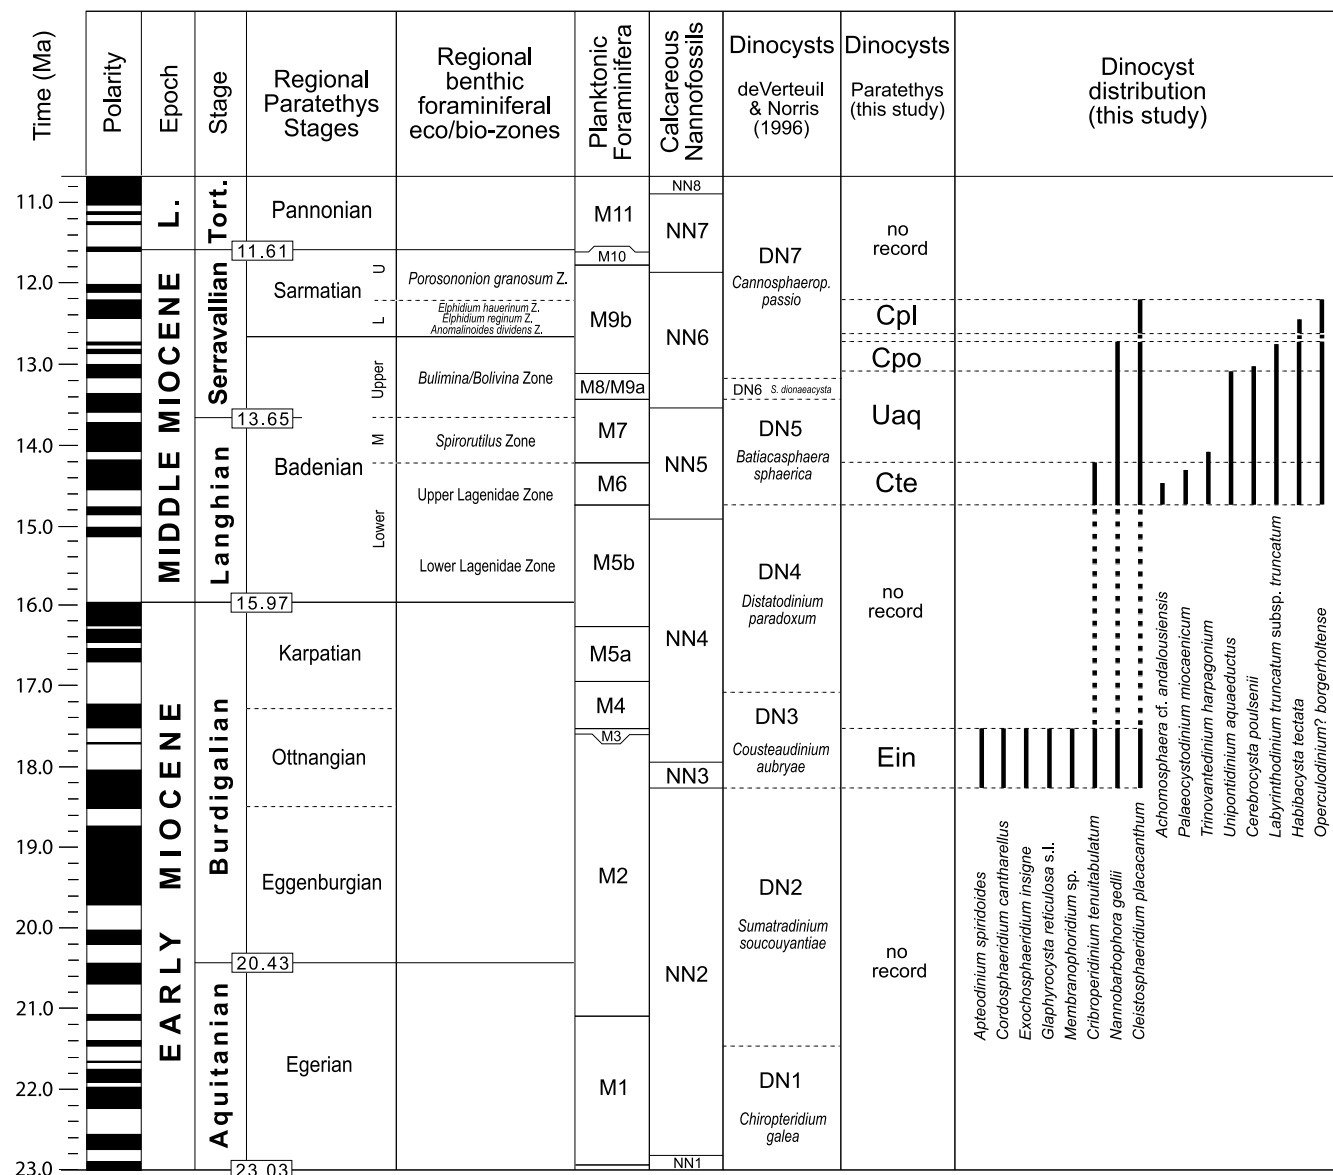 Time (Ma)
Polarity
Epoch
Stage
Regional
Paratethys
Stages
Regional
benthic
foraminiferal
eco/bio-zones
Planktonic
Foraminifera
Calcareous
Nannofossils
Dinocysts
deVerteuil
& Norris
(1996)
Dinocysts
Paratethys
(this study)
Dinocyst
distribution
(this study)
11.0
12.0
13.0
14.0
15.0
16.0
17.0
18.0
19.0
20.0
21.0
22.0
23.0
L.
MIDDLE MIOCENE
EARLY MIOCENE
Tort.
Serravallian
Langhian
Burdigalian
Aquitanian
11.61
13.65
15.97
20.43
23.03
Pannonian
Sarmatian
U
L
Badenian
Upper
M
Lower
Karpatian
Ottnangian
Eggenburgian
Egerian
Porosononion granosum Z.
Elphidium hauerinum Z.
Elphidium reginum Z.
Anomalinoides dividens Z.
Bulimina/Bolivina Zone
Spirorutilus Zone
Upper Lagenidae Zone
Lower Lagenidae Zone
M11
M10
M9b
M8/M9a
M7
M6
M5b
M5a
M4
M3
M2
M1
NN8
NN7
NN6
NN5
NN4
NN3
NN2
NN1
DN7
Cannosphaerop.
passio
DN6 S. dionaeacysta
DN5
Batiacasphaera
sphaerica
DN4
Distatodinium
paradoxum
DN3
Cousteaudinium
aubryae
DN2
Sumatradinium
soucouyantiae
DN1
Chiropteridium
galea
no
record
Cpl
Cpo
Uaq
Cte
no
record
Ein
no
record
Apteodinium spiridoides
Cordosphaeridium cantharellus
Exochosphaeridium insigne
Glaphyrocysta reticulosa s.l.
Membranophoridium sp.
Cribroperidinium tenuitabulatum
Nannobarbophora gedlii
Cleistosphaeridium placacanthum
Achomosphaera cf. andalousiensis
Palaeocystodinium miocaenicum
Trinovantedinium harpagonium
Unipontidinium aquaeductus
Cerebrocysta poulsenii
Labyrinthodinium truncatum subsp. truncatum
Habibacysta tectata
Operculodinium? borgerholtense